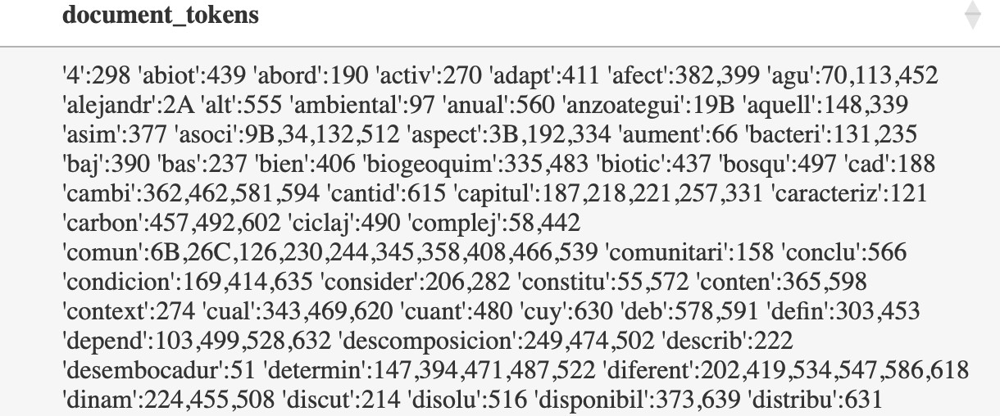 document_tokens
'4':298 'abiot':439 'abord':190 'activ':270 'adapt':411 'afect':382,399 'agu':70,113,452
'alejandr':2A 'alt':555 'ambiental':97 'anual':560 'anzoategui':19B 'aquell':148,339
'asim':377 'asoci':9B,34,132,512 'aspect':3B,192,334 'aument':66 'bacteri':131,235
'baj':390 'bas':237 'bien':406 'biogeoquim':335,483 'biotic':437 'bosqu':497 'cad':188
'cambi':362,462,581,594 'cantid':615 'capitul':187,218,221,257,331 'caracteriz':121
'carbon':457,492,602 'ciclaj':490 'complej':58,442
'comun':6B,26C,126,230,244,345,358,408,466,539 'comunitari':158 'conclu':566
'condicion':169,414,635 'consider':206,282 'constitu':55,572 'conten':365,598
'context':274 'cual':343,469,620 'cuant':480 'cuy':630 'deb':578,591 'defin':303,453
'depend':103,499,528,632 'descomposicion':249,474,502 'describ':222
'desembocadur':51 'determin':147,394,471,487,522 'diferent':202,419,534,547,586,618
'dinam':224,455,508 'discut':214 'disolu':516 'disponibil':373,639 'distribu':631